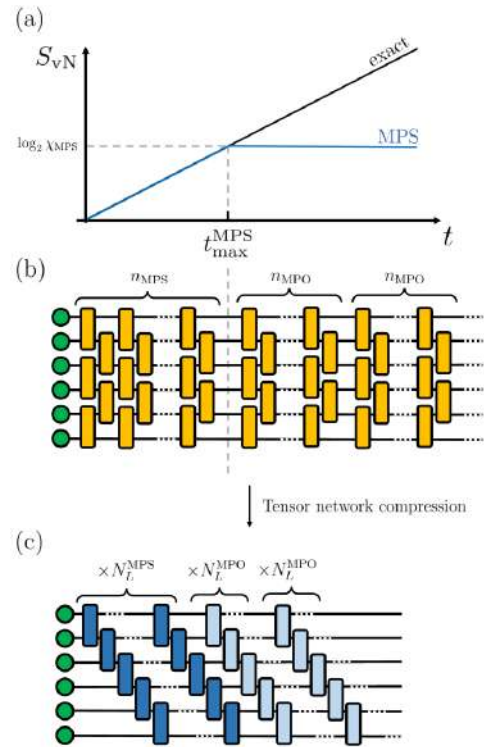 (a)
S_vN
exact
log₂ χ_MPS
MPS
t_max^MPS
t
(b)
n_MPS
n_MPO
n_MPO
Tensor network compression
(c)
×N_L^MPS
×N_L^MPO
×N_L^MPO